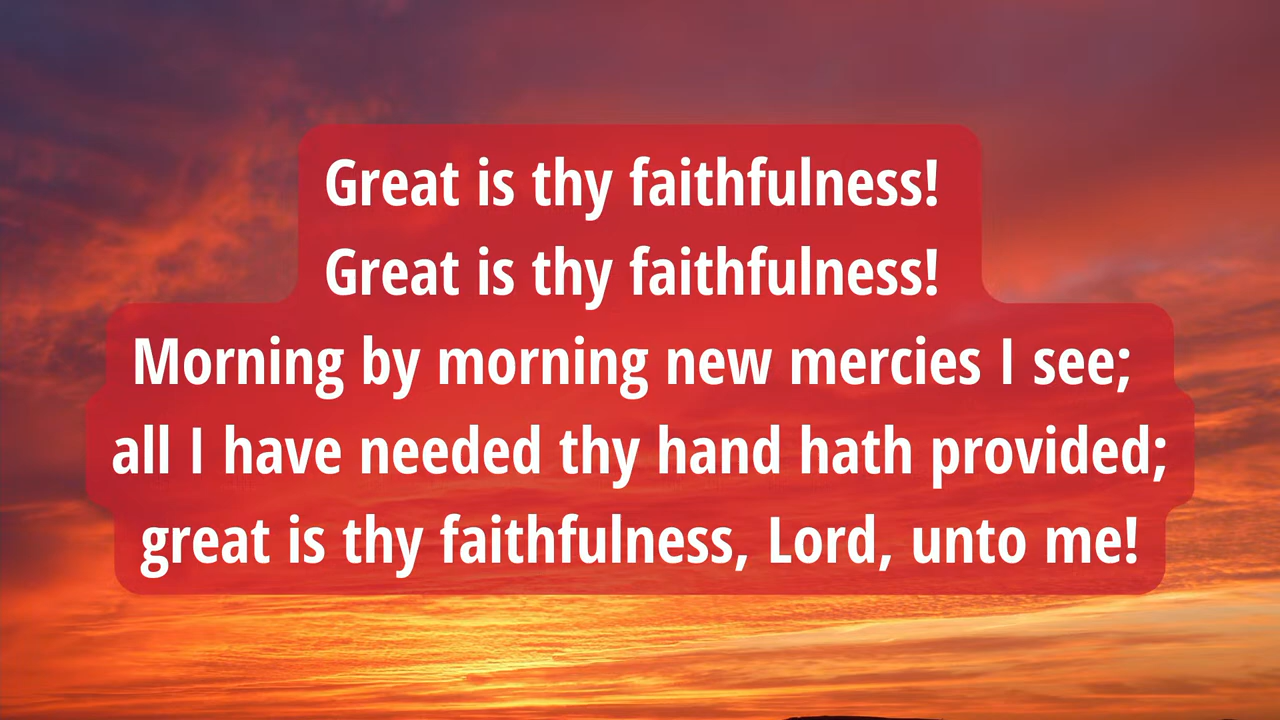 Great is thy faithfulness!
Great is thy faithfulness!
Morning by morning new mercies I see;
all I have needed thy hand hath provided;
great is thy faithfulness, Lord, unto me!